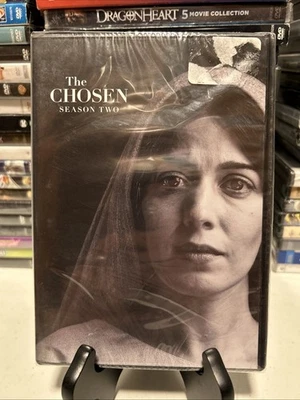 DRAGONHEART 5 MOVIE COLLECTION
The
CHOSEN
SEASON TWO